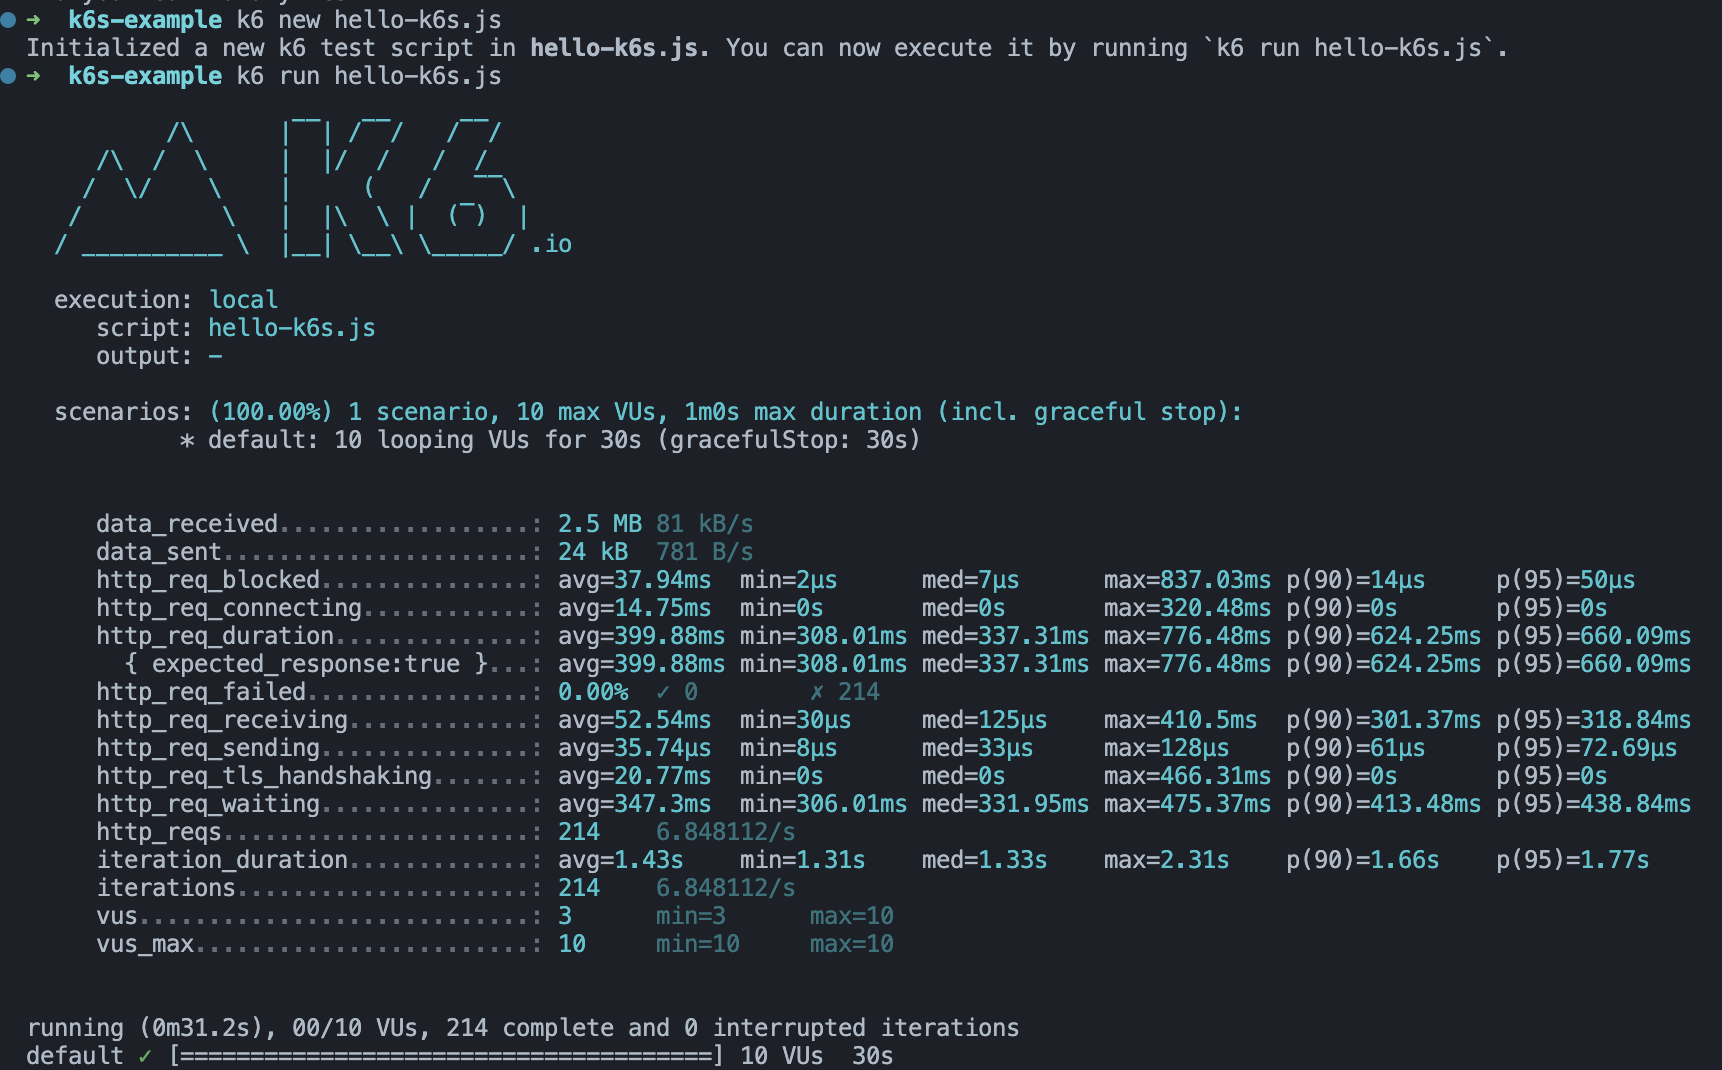 ➜  k6s-example k6 new hello-k6s.js
Initialized a new k6 test script in hello-k6s.js. You can now execute it by running `k6 run hello-k6s.js`.
➜  k6s-example k6 run hello-k6s.js
          /\      |‾‾| /‾‾/   /‾‾/
     /\  /  \     |  |/  /   /  /
    /  \/    \    |     (   /   ‾‾\
   /          \   |  |\  \ |  (‾)  |
  / __________ \  |__| \__\ \_____/ .io
  execution: local
     script: hello-k6s.js
     output: -
  scenarios: (100.00%) 1 scenario, 10 max VUs, 1m0s max duration (incl. graceful stop):
           * default: 10 looping VUs for 30s (gracefulStop: 30s)
     data_received..................: 2.5 MB 81 kB/s
     data_sent......................: 24 kB  781 B/s
     http_req_blocked...............: avg=37.94ms  min=2µs      med=7µs      max=837.03ms p(90)=14µs     p(95)=50µs
     http_req_connecting............: avg=14.75ms  min=0s       med=0s       max=320.48ms p(90)=0s       p(95)=0s
     http_req_duration..............: avg=399.88ms min=308.01ms med=337.31ms max=776.48ms p(90)=624.25ms p(95)=660.09ms
       { expected_response:true }...: avg=399.88ms min=308.01ms med=337.31ms max=776.48ms p(90)=624.25ms p(95)=660.09ms
     http_req_failed................: 0.00%  ✓ 0        ✗ 214
     http_req_receiving.............: avg=52.54ms  min=30µs     med=125µs    max=410.5ms  p(90)=301.37ms p(95)=318.84ms
     http_req_sending...............: avg=35.74µs  min=8µs      med=33µs     max=128µs    p(90)=61µs     p(95)=72.69µs
     http_req_tls_handshaking.......: avg=20.77ms  min=0s       med=0s       max=466.31ms p(90)=0s       p(95)=0s
     http_req_waiting...............: avg=347.3ms  min=306.01ms med=331.95ms max=475.37ms p(90)=413.48ms p(95)=438.84ms
     http_reqs......................: 214    6.848112/s
     iteration_duration.............: avg=1.43s    min=1.31s    med=1.33s    max=2.31s    p(90)=1.66s    p(95)=1.77s
     iterations.....................: 214    6.848112/s
     vus............................: 3      min=3      max=10
     vus_max........................: 10     min=10     max=10
running (0m31.2s), 00/10 VUs, 214 complete and 0 interrupted iterations
default ✓ [======================================] 10 VUs  30s